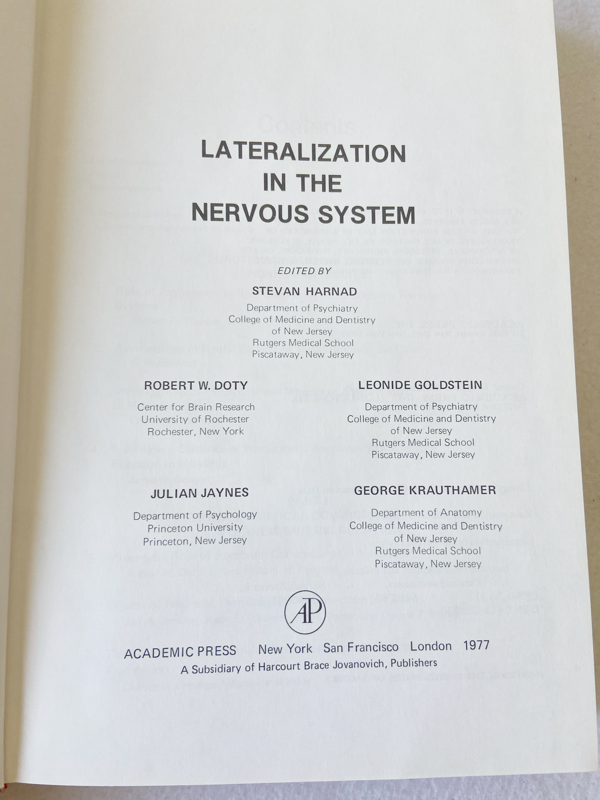 LATERALIZATION
IN THE
NERVOUS SYSTEM
EDITED BY
STEVAN HARNAD
Department of Psychiatry
College of Medicine and Dentistry
of New Jersey
Rutgers Medical School
Piscataway, New Jersey
ROBERT W. DOTY
Center for Brain Research
University of Rochester
Rochester, New York
LEONIDE GOLDSTEIN
Department of Psychiatry
College of Medicine and Dentistry
of New Jersey
Rutgers Medical School
Piscataway, New Jersey
JULIAN JAYNES
Department of Psychology
Princeton University
Princeton, New Jersey
GEORGE KRAUTHAMER
Department of Anatomy
College of Medicine and Dentistry
of New Jersey
Rutgers Medical School
Piscataway, New Jersey
AP
ACADEMIC PRESS New York San Francisco London 1977
A Subsidiary of Harcourt Brace Jovanovich, Publishers